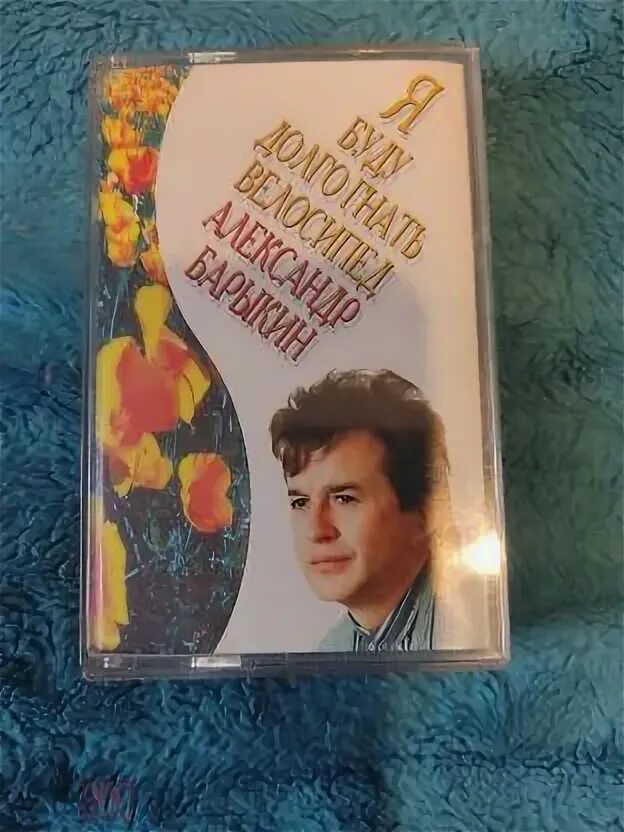 Я
БУДУ
ДОЛГО ГНАТЬ
ВЕЛОСИПЕД
АЛЕКСАНДР
БАРЫКИН